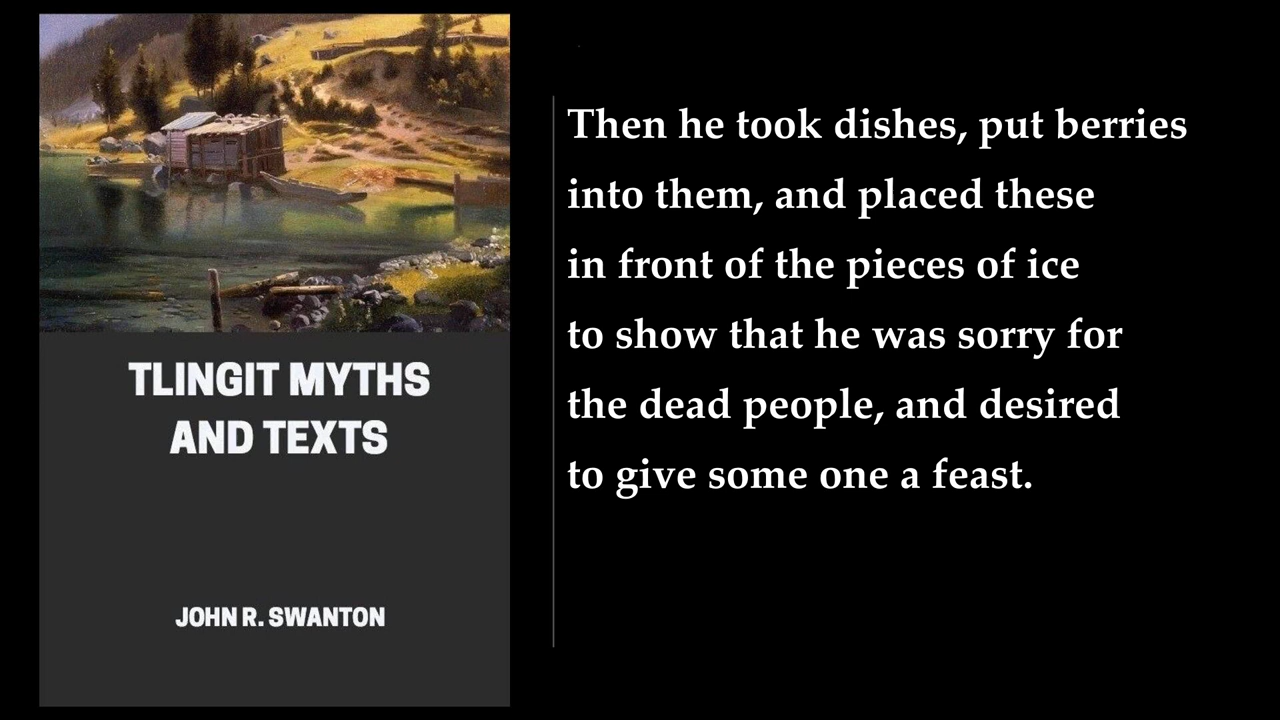 TLINGIT MYTHS
AND TEXTS
JOHN R. SWANTON
Then he took dishes, put berries
into them, and placed these
in front of the pieces of ice
to show that he was sorry for
the dead people, and desired
to give some one a feast.